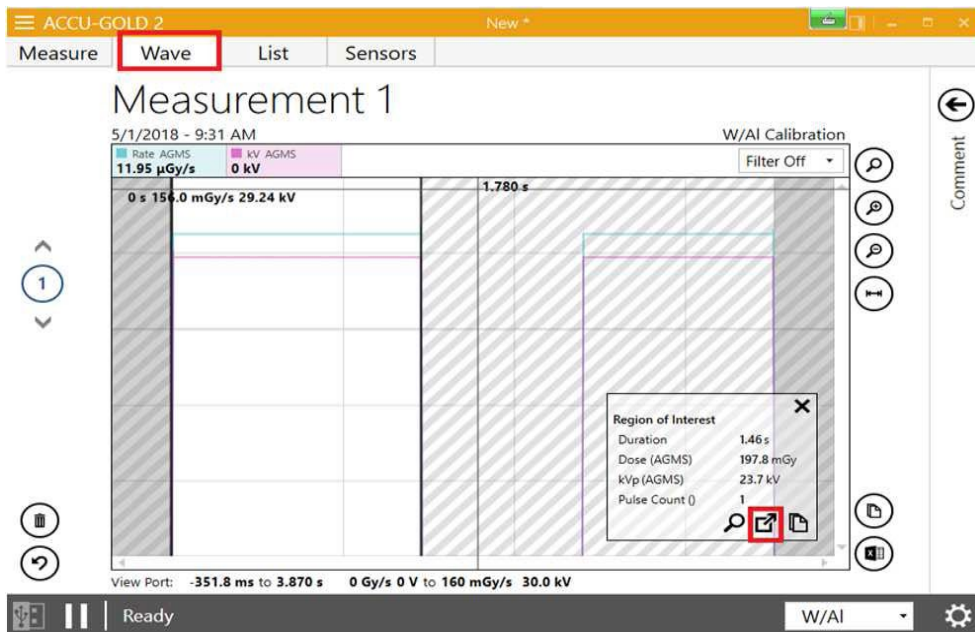 ACCU-GOLD 2 New *
Measure Wave List Sensors
Measurement 1
5/1/2018 - 9:31 AM W/Al Calibration
Rate AGMS kV AGMS
11.95 µGy/s 0 kV Filter Off
0 s 156.0 mGy/s 29.24 kV 1.780 s
Comment
1
Region of Interest
Duration 1.46 s
Dose (AGMS) 197.8 mGy
kVp (AGMS) 23.7 kV
Pulse Count () 1
View Port: -351.8 ms to 3.870 s 0 Gy/s 0 V to 160 mGy/s 30.0 kV
Ready W/Al